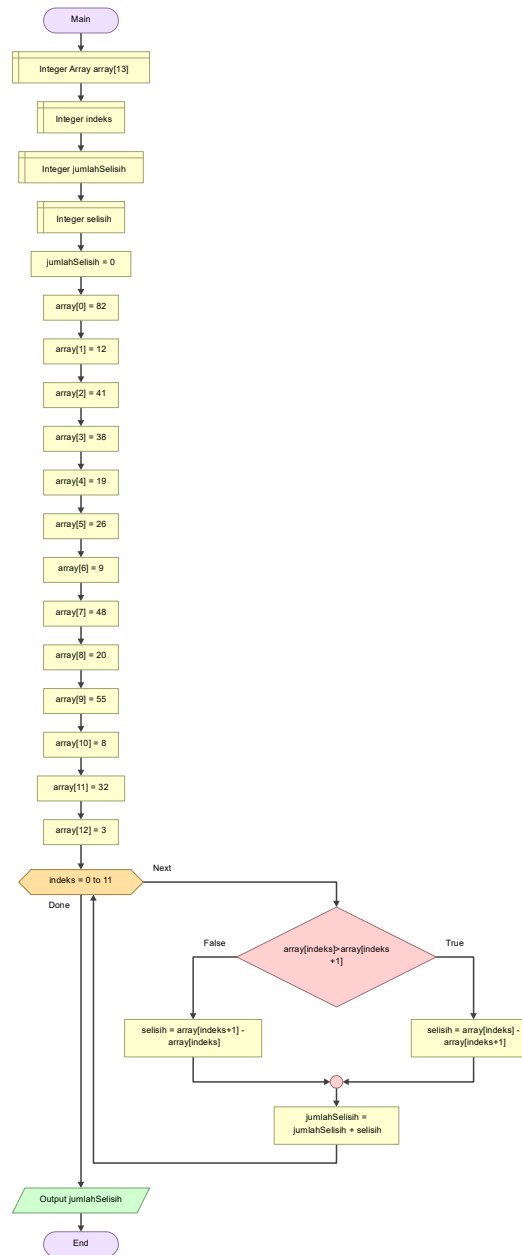 Main
Integer Array array[13]
Integer indeks
Integer jumlahSelisih
Integer selisih
jumlahSelisih = 0
array[0] = 82
array[1] = 12
array[2] = 41
array[3] = 38
array[4] = 19
array[5] = 26
array[6] = 9
array[7] = 48
array[8] = 20
array[9] = 55
array[10] = 8
array[11] = 32
array[12] = 3
indeks = 0 to 11
Next
Done
array[indeks]>array[indeks
+1]
False
True
selisih = array[indeks+1] -
array[indeks]
selisih = array[indeks] -
array[indeks+1]
jumlahSelisih =
jumlahSelisih + selisih
Output jumlahSelisih
End